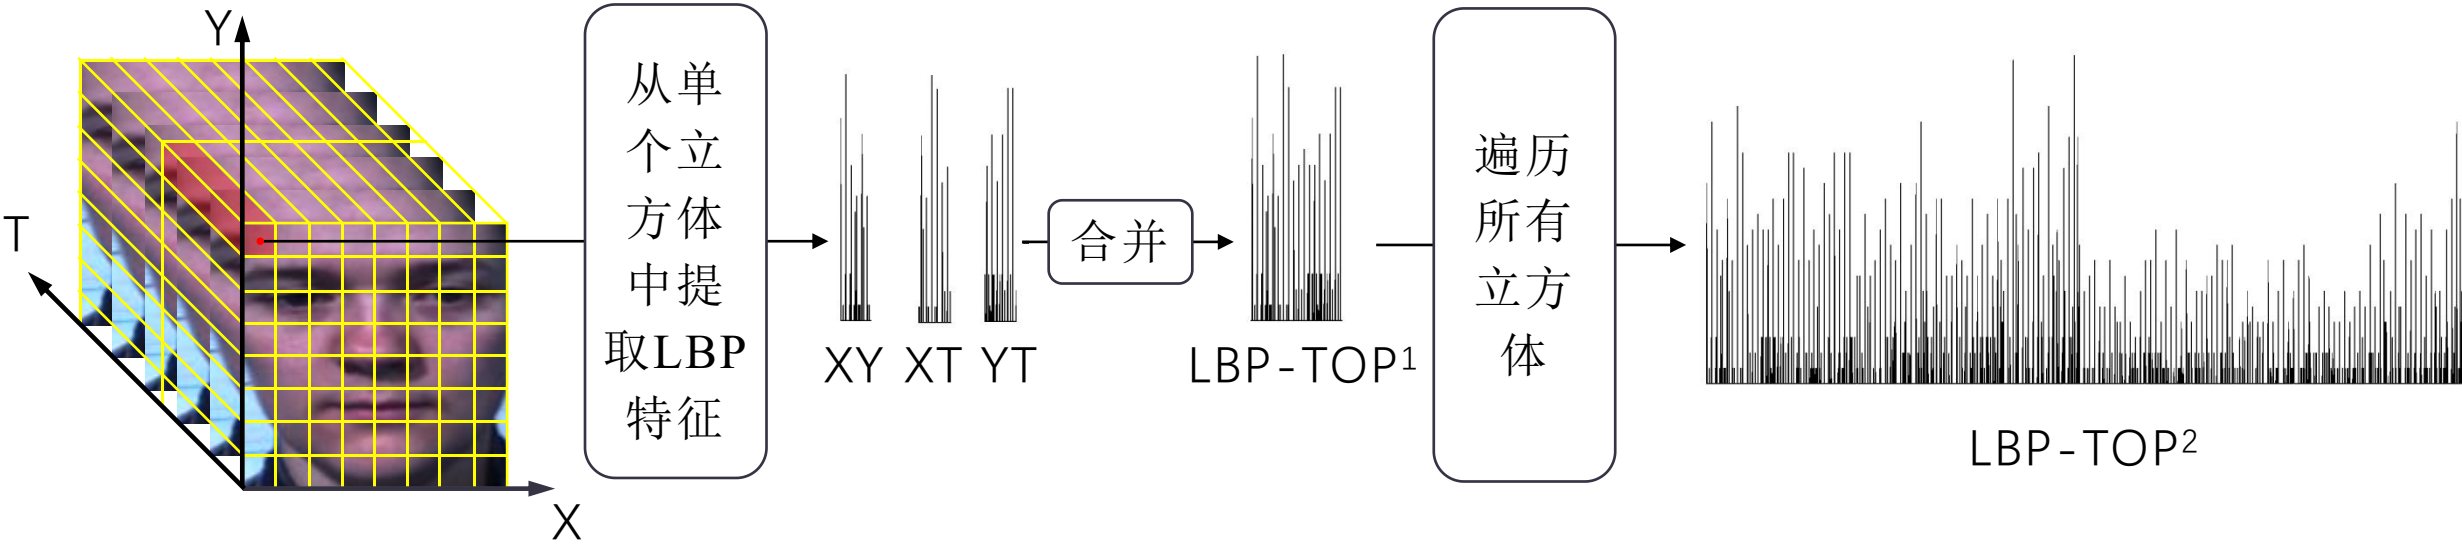 Y
T
X
从单
个立
方体
中提
取LBP
特征
XY XT YT
合并
LBP-TOP¹
遍历
所有
立方
体
LBP-TOP²